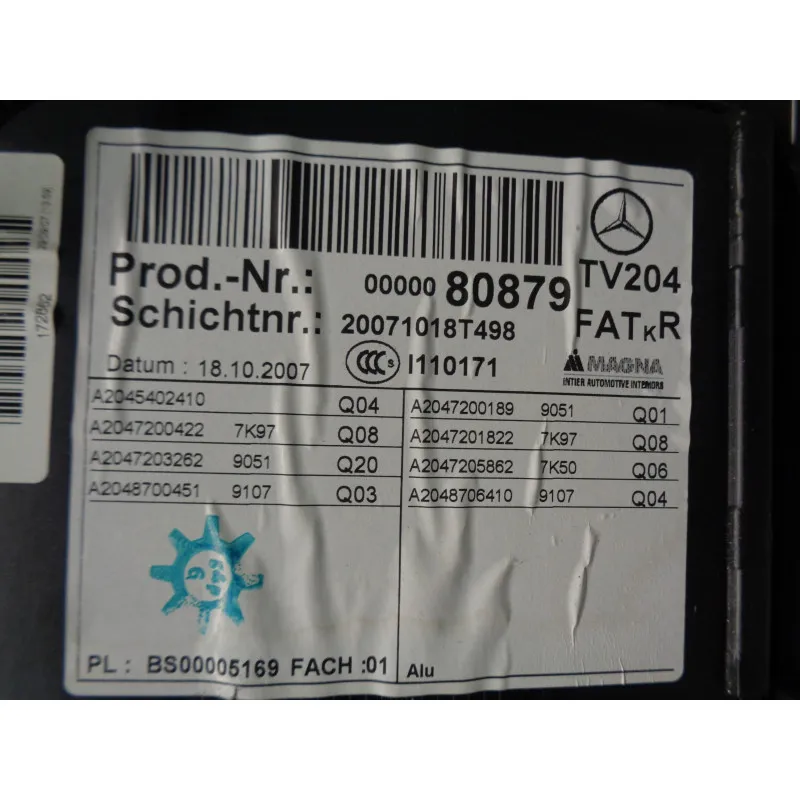 Prod.-Nr.: 00000 80879 TV204
Schichtnr.: 20071018T498 FATKR
Datum : 18.10.2007 CCC S I110171 MAGNA
INTIER AUTOMOTIVE INTERIORS
A2045402410 Q04
A2047200422 7K97 Q08
A2047203262 9051 Q20
A2048700451 9107 Q03
A2047200189 9051 Q01
A2047201822 7K97 Q08
A2047205862 7K50 Q06
A2048706410 9107 Q04
PL : BS00005169 FACH :01 Alu
172862